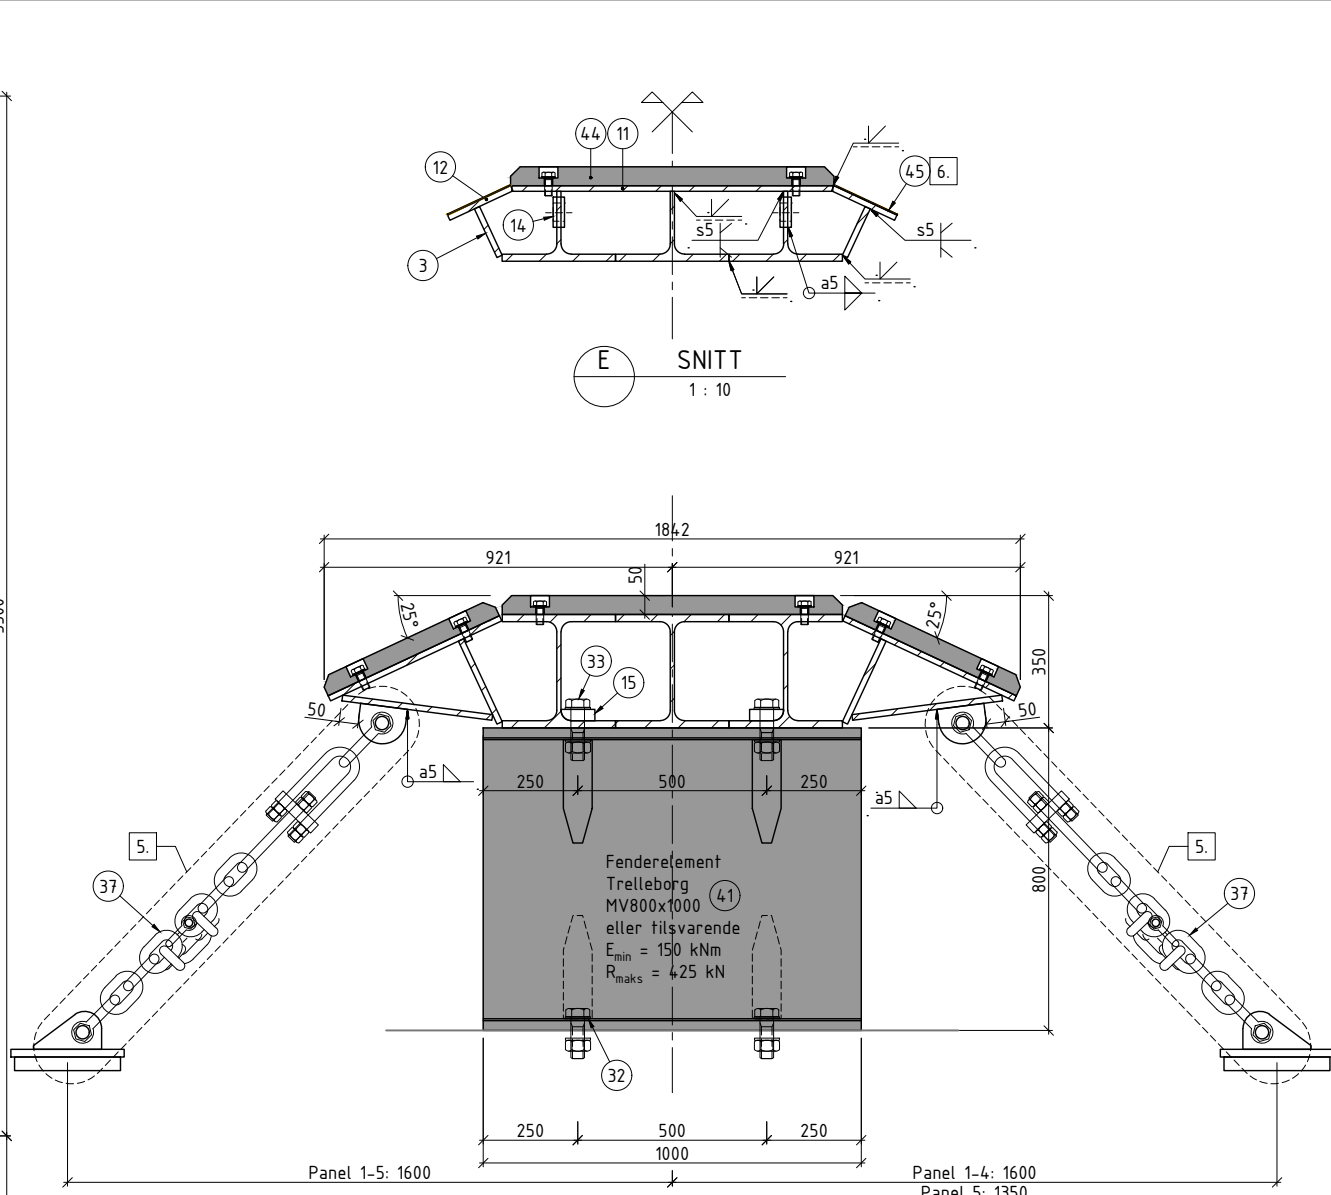 44 11
12
45 6.
14
s5
s5
3
a5
E SNITT
1 : 10
1842
921 921
50
25° 25°
33
15
350
50 50
a5
a5
250 500 250
5. 5.
37 37
800
Fenderelement
Trelleborg
MV800x1000
41
eller tilsvarende
Emin = 150 kNm
Rmaks = 425 kN
32
250 500 250
1000
Panel 1-5: 1600
Panel 1-4: 1600
Panel 5: 1350